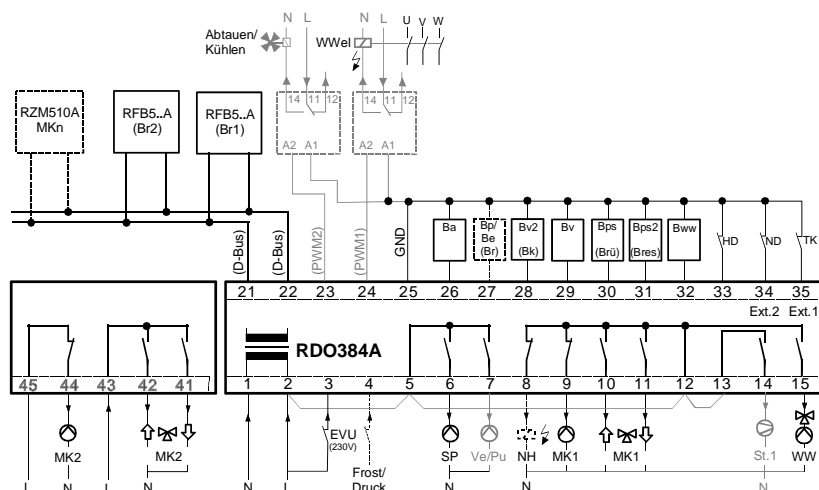 Abtauen/
Kühlen
N L
WWel
N L
U V W
14 11 12
A2 A1
14 11 12
A2 A1
RZM510A
MKn
RFB5..A
(Br2)
RFB5..A
(Br1)
(D-Bus)
(D-Bus)
(PWM2)
(PWM1)
GND
Ba
Bp/
Be
(Br)
Bv2
(Bk)
Bv
Bps
(Brü)
Bps2
(Bres)
Bww
HD
ND
TK
21 22 23 24 25 26 27 28 29 30 31 32 33 34 35
Ext.2 Ext.1
RDO384A
45 44 43 42 41
1 2 3 4 5 6 7 8 9 10 11 12 13 14 15
EVU
(230V)
Frost/
Druck
MK2
MK2
SP
Ve/Pu
NH
MK1
MK1
St.1
WW
L N L N N L N N N